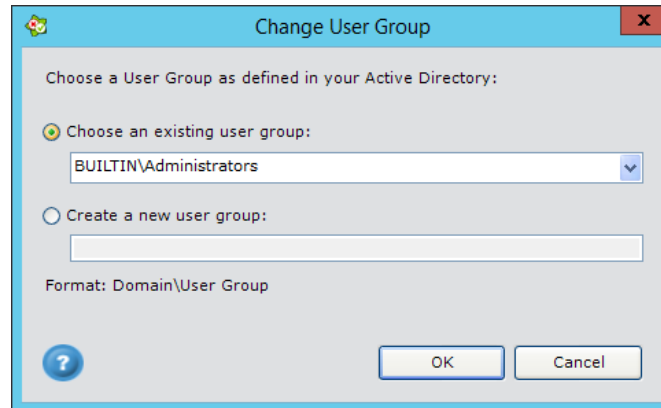 Change User Group
x
Choose a User Group as defined in your Active Directory:
Choose an existing user group:
BUILTIN\Administrators
Create a new user group:
Format: Domain\User Group
?
OK Cancel